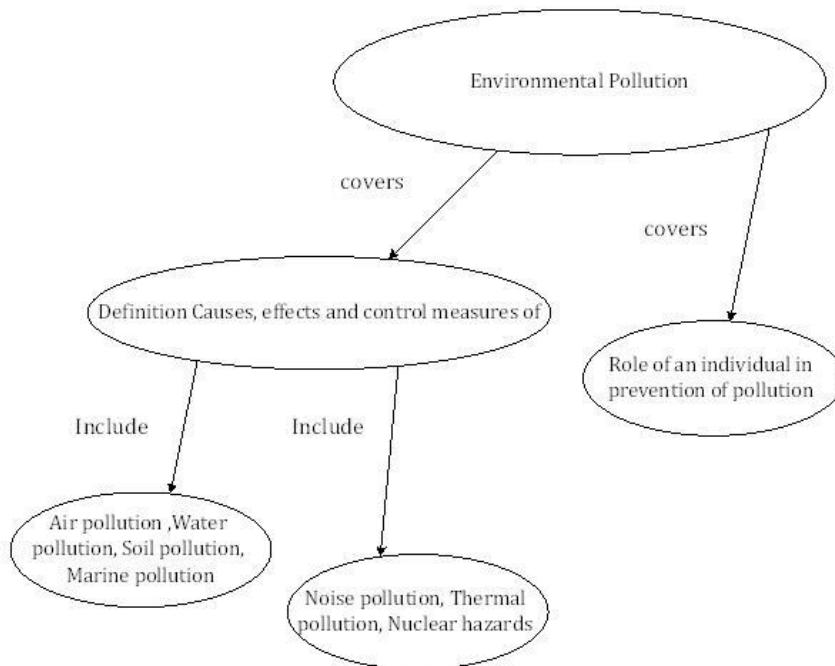 Environmental Pollution
covers
covers
Definition Causes, effects and control measures of
Role of an individual in
prevention of pollution
Include
Include
Air pollution ,Water
pollution, Soil pollution,
Marine pollution
Noise pollution, Thermal
pollution, Nuclear hazards